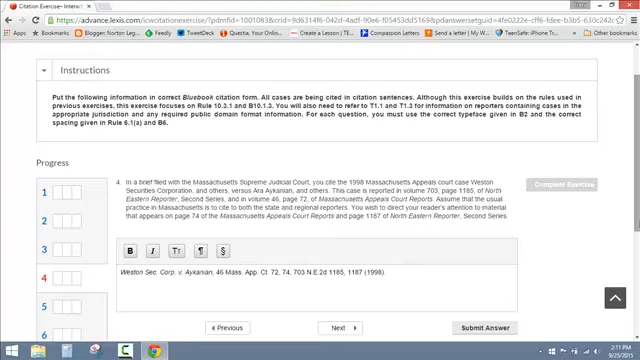 Citation Exercise - Interac
Tracy
https://advance.lexis.com/icwcitationexercise/?pdmfid=1001083&crid=9d6314f6-042d-4d54-90e6-f05453dd5169&pdanswersetguid=4fe0222e-cff6-fdee-b3b5-630c242c
Apps
Bookmarks
Blogger: Norton Leg
Questia, Your Online
Create a Lesson | TED
Compassion Letters
Send a letter | My W
TeenSafe: iPhone Tra
Instructions
Put the following information in correct Bluebook citation form. All cases are being cited in citation sentences. Although this exercise builds on the rules used in
previous exercises, this exercise focuses on Rule 10.3.1 and B10.1.3. You will also need to refer to T1.1 and T1.3 for information on reporters containing cases in
the appropriate jurisdiction and any required public domain format information. For each question, you must use the correct typeface given in B2 and the correct
spacing given in Rule 6.1(a) and B6.
Progress
1
2
3
4
5
6
4. In a brief filed with the Massachusetts Supreme Judicial Court, you cite the 1998 Massachusetts Appeals court case Weston
Securities Corporation, and others, versus Ara Aykanian, and others. This case is reported in volume 703, page 1185, of North
Eastern Reporter, Second Series, and in volume 46, page 72, of Massachusetts Appeals Court Reports. Assume that the usual
practice in Massachusetts is to cite to both the state and regional reporters. You wish to direct your reader's attention to material
that appears on page 74 of the Massachusetts Appeals Court Reports and page 1187 of North Eastern Reporter, Second Series.
Complete Exercise
B I TT ¶ §
Weston Sec. Corp. v. Aykanian, 46 Mass. App. Ct. 72, 74, 703 N.E.2d 1185, 1187 (1998).
Previous
Next
Submit Answer
2:11 PM
9/25/2015